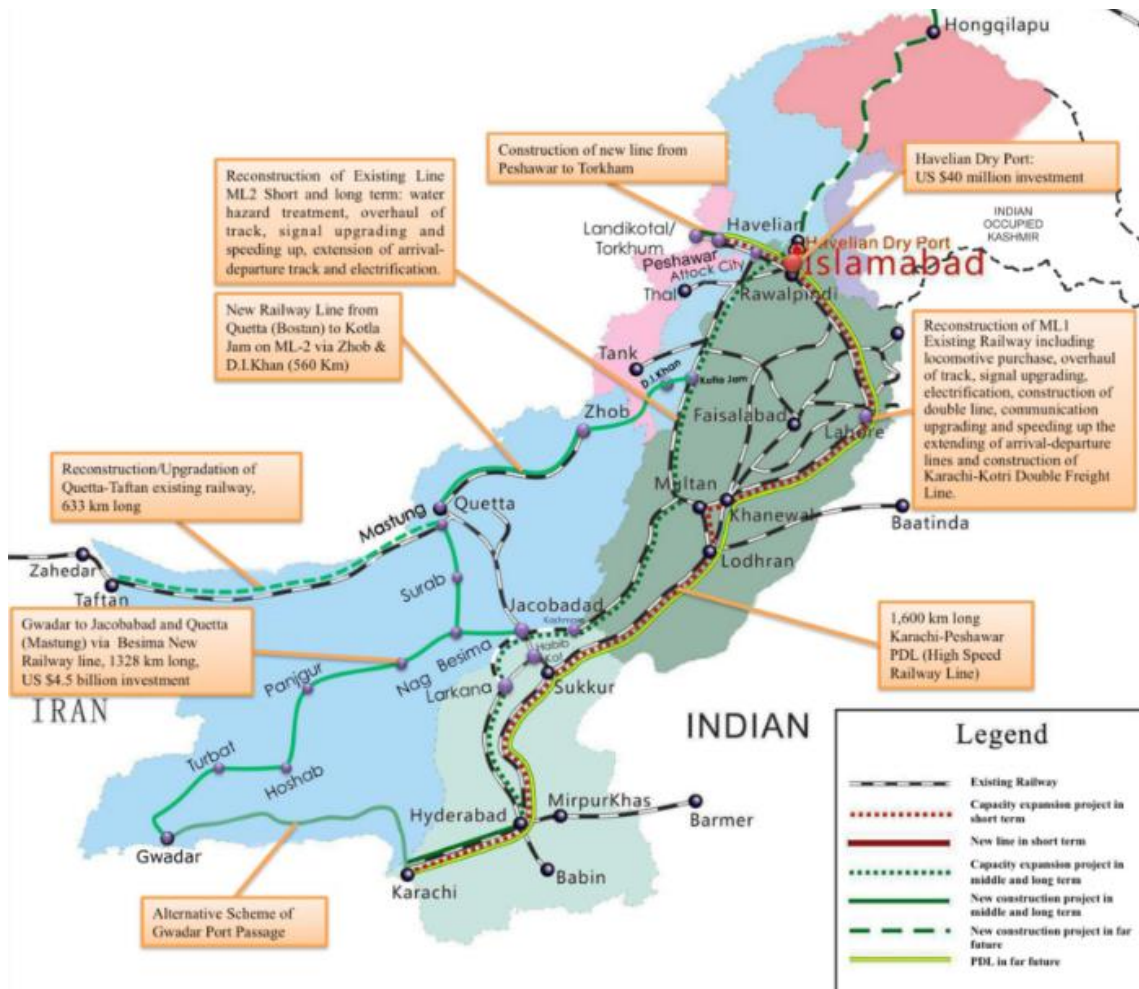 Hongqilapu
Construction of new line from
Peshawar to Torkham
Havelian Dry Port:
US $40 million investment
Reconstruction of Existing Line
ML2 Short and long term: water
hazard treatment, overhaul of
track, signal upgrading and
speeding up, extension of arrival-
departure track and electrification.
INDIAN
OCCUPIED
KASHMIR
Landikotal/
Torkhum
Havelian
Havelian Dry Port
Islamabad
Peshawar
Attock City
Rawalpindi
Thal
New Railway Line from
Quetta (Bostan) to Kotla
Jam on ML-2 via Zhob &
D.I.Khan (560 Km)
Reconstruction of ML1
Existing Railway including
locomotive purchase, overhaul
of track, signal upgrading,
electrification, construction of
double line, communication
upgrading and speeding up the
extending of arrival-departure
lines and construction of
Karachi-Kotri Double Freight
Line.
Tank
D.I.Khan
Kotla Jam
Zhob
Faisalabad
Lahore
Reconstruction/Upgradation of
Quetta-Taftan existing railway,
633 km long
Multan
Khanewal
Baatinda
Mastung
Quetta
Lodhran
Zahedar
Taftan
Surab
Jacobadad
Kashmore
Gwadar to Jacobabad and Quetta
(Mastung) via Besima New
Railway line, 1328 km long,
US $4.5 billion investment
1,600 km long
Karachi-Peshawar
PDL (High Speed
Railway Line)
Besima
Habib
Kot
Nag
Panjgur
Larkana
Sukkur
IRAN
INDIAN
Turbat
Hoshab
Hyderabad
MirpurKhas
Barmer
Gwadar
Karachi
Babin
Alternative Scheme of
Gwadar Port Passage
Legend
Existing Railway
Capacity expansion project in
short term
New line in short term
Capacity expansion project in
middle and long term
New construction project in
middle and long term
New construction project in far
future
PDL in far future